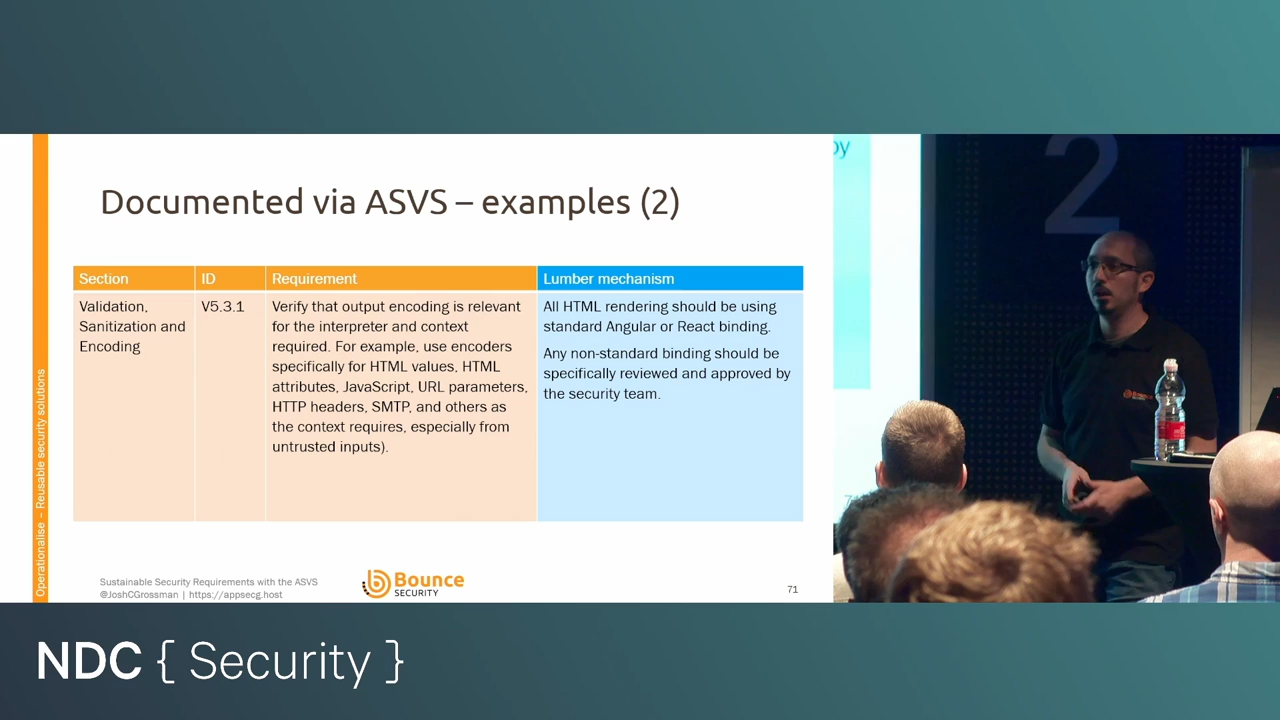 Documented via ASVS – examples (2)
Section
ID
Requirement
Lumber mechanism
Validation,
Sanitization and
Encoding
V5.3.1
Verify that output encoding is relevant
for the interpreter and context
required. For example, use encoders
specifically for HTML values, HTML
attributes, JavaScript, URL parameters,
HTTP headers, SMTP, and others as
the context requires, especially from
untrusted inputs).
All HTML rendering should be using
standard Angular or React binding.
Any non-standard binding should be
specifically reviewed and approved by
the security team.
Operationalise – Reusable security solutions
Sustainable Security Requirements with the ASVS
@JoshCGrossman | https://appsecg.host
Bounce
SECURITY
71
by
2
Bounce
NDC { Security }